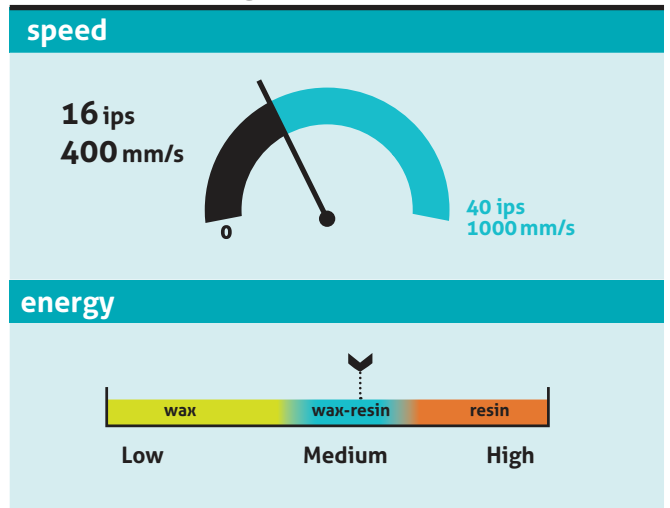 speed
16 ips
400 mm/s
0
40 ips
1000 mm/s
energy
wax wax-resin resin
Low Medium High